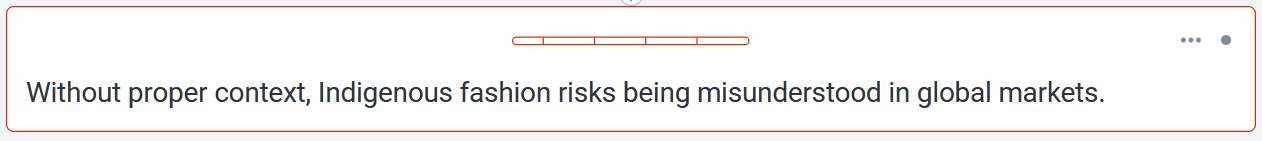 Without proper context, Indigenous fashion risks being misunderstood in global markets.